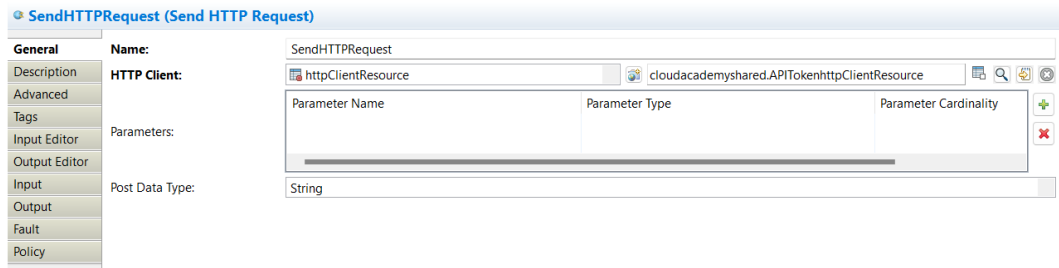 SendHTTPRequest (Send HTTP Request)
General
Description
Advanced
Tags
Input Editor
Output Editor
Input
Output
Fault
Policy
Name: SendHTTPRequest
HTTP Client: httpClientResource cloudacademyshared.APITokenhttpClientResource
Parameters:
Parameter Name Parameter Type Parameter Cardinality
Post Data Type: String